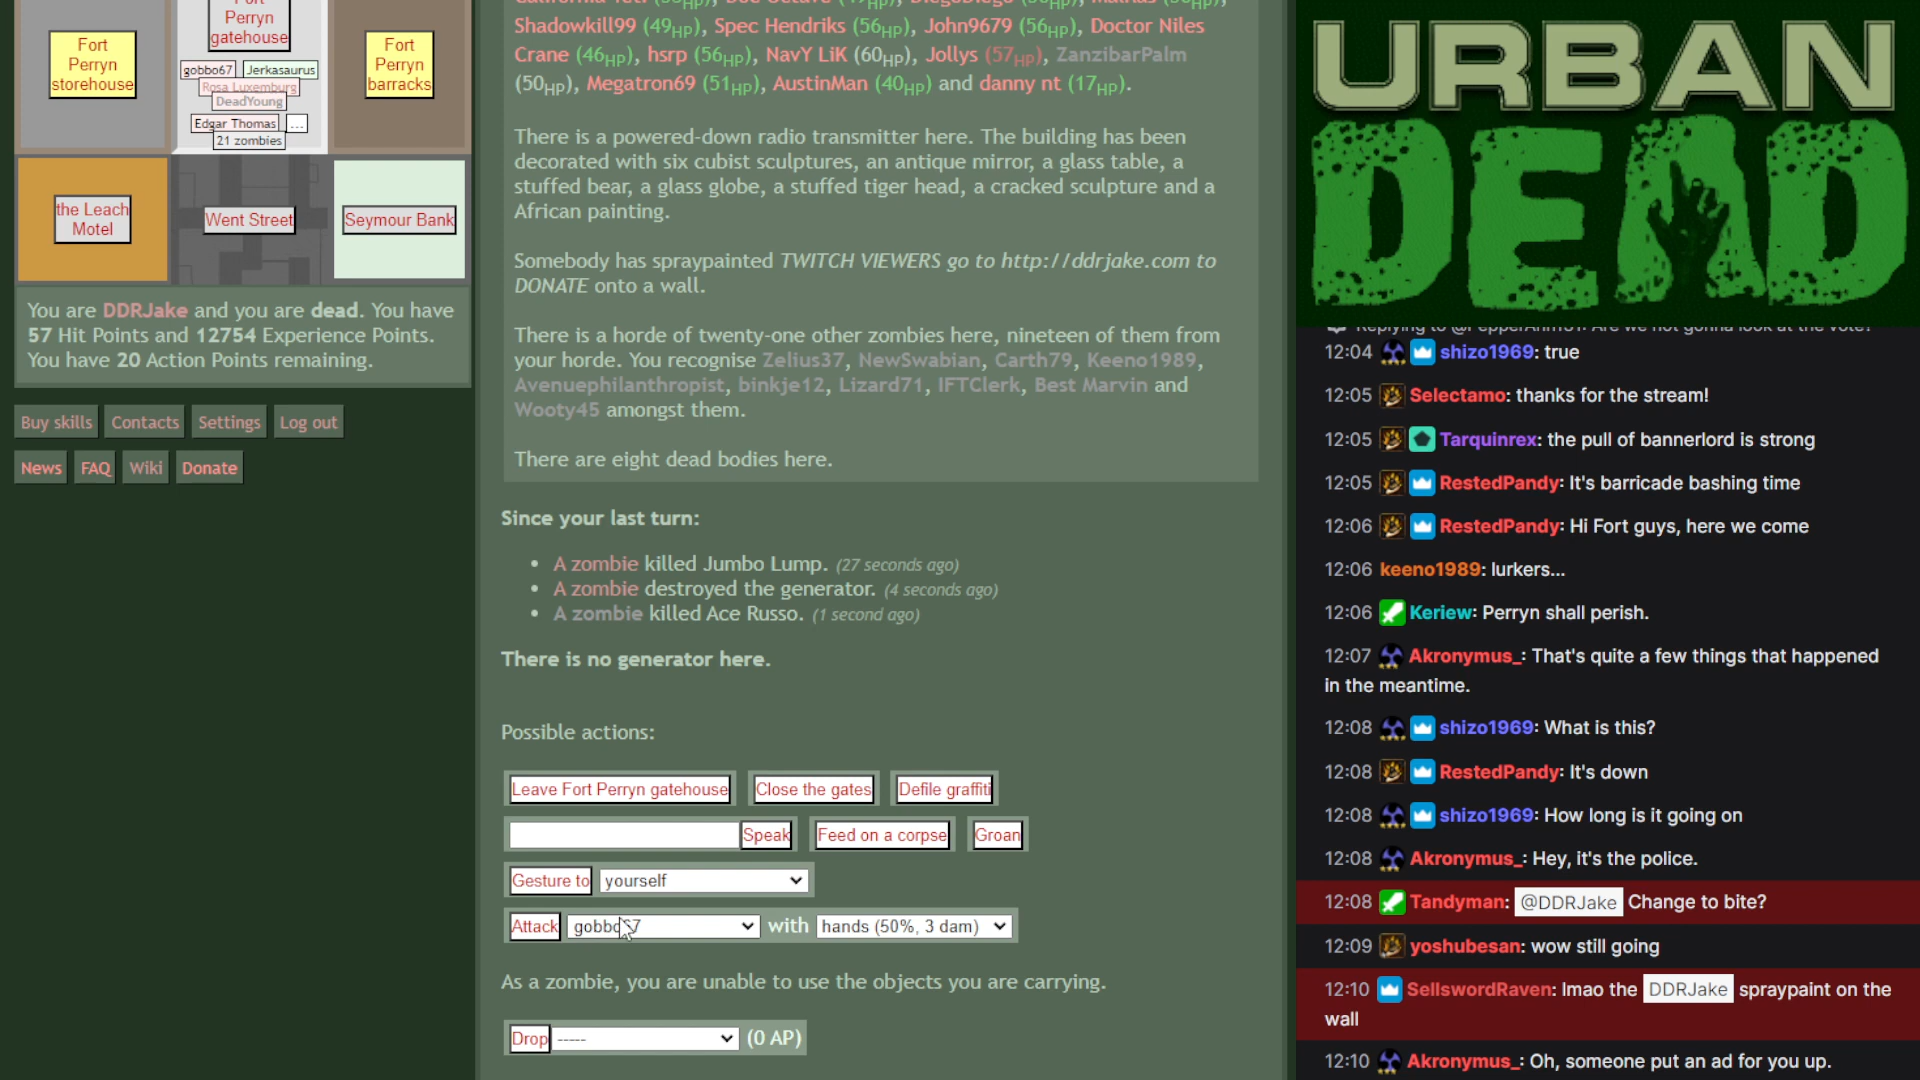 Fort
Perryn
storehouse
Fort
Perryn
gatehouse
gobbo67
Jerkasaurus
Rosa Luxemburg
DeadYoung
Edgar Thomas
...
21 zombies
Fort
Perryn
barracks
the Leach
Motel
Went Street
Seymour Bank
You are DDRJake and you are dead. You have
57 Hit Points and 12754 Experience Points.
You have 20 Action Points remaining.
Buy skills
Contacts
Settings
Log out
News
FAQ
Wiki
Donate
Shadowkill99 (49HP), Spec Hendriks (56HP), John9679 (56HP), Doctor Niles
Crane (46HP), hsrp (56HP), NavY LiK (60HP), Jollys (57HP), ZanzibarPalm
(50HP), Megatron69 (51HP), AustinMan (40HP) and danny nt (17HP).
There is a powered-down radio transmitter here. The building has been
decorated with six cubist sculptures, an antique mirror, a glass table, a
stuffed bear, a glass globe, a stuffed tiger head, a cracked sculpture and a
African painting.
Somebody has spraypainted TWITCH VIEWERS go to http://ddrjake.com to
DONATE onto a wall.
There is a horde of twenty-one other zombies here, nineteen of them from
your horde. You recognise Zelius37, NewSwabian, Carth79, Keeno1989,
Avenuephilanthropist, binkje12, Lizard71, IFTClerk, Best Marvin and
Wooty45 amongst them.
There are eight dead bodies here.
Since your last turn:
• A zombie killed Jumbo Lump. (27 seconds ago)
• A zombie destroyed the generator. (4 seconds ago)
• A zombie killed Ace Russo. (1 second ago)
There is no generator here.
Possible actions:
Leave Fort Perryn gatehouse
Close the gates
Defile graffiti
Speak
Feed on a corpse
Groan
Gesture to yourself
Attack gobbo67 with hands (50%, 3 dam)
As a zombie, you are unable to use the objects you are carrying.
Drop ----- (0 AP)
URBAN
DEAD
12:04 shizo1969: true
12:05 Selectamo: thanks for the stream!
12:05 Tarquinrex: the pull of bannerlord is strong
12:05 RestedPandy: It's barricade bashing time
12:06 RestedPandy: Hi Fort guys, here we come
12:06 keeno1989: lurkers...
12:06 Keriew: Perryn shall perish.
12:07 Akronymus_: That's quite a few things that happened
in the meantime.
12:08 shizo1969: What is this?
12:08 RestedPandy: It's down
12:08 shizo1969: How long is it going on
12:08 Akronymus_: Hey, it's the police.
12:08 Tandyman: @DDRJake Change to bite?
12:09 yoshubesan: wow still going
12:10 SellswordRaven: lmao the DDRJake spraypaint on the
wall
12:10 Akronymus_: Oh, someone put an ad for you up.